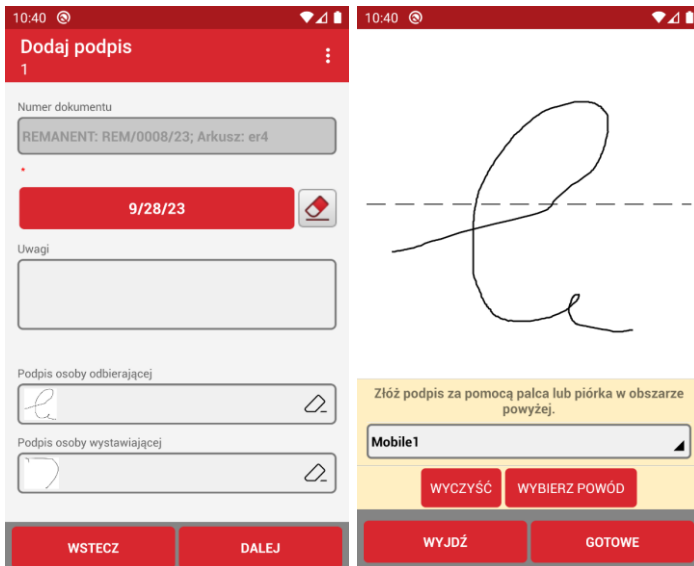 10:40
Dodaj podpis
1
Numer dokumentu
REMANENT: REM/0008/23; Arkusz: er4
*
9/28/23
Uwagi
Podpis osoby odbierającej
Podpis osoby wystawiającej
WSTECZ
DALEJ
10:40
Złóż podpis za pomocą palca lub piórka w obszarze
powyżej.
Mobile1
WYCZYŚĆ
WYBIERZ POWÓD
WYJDŹ
GOTOWE